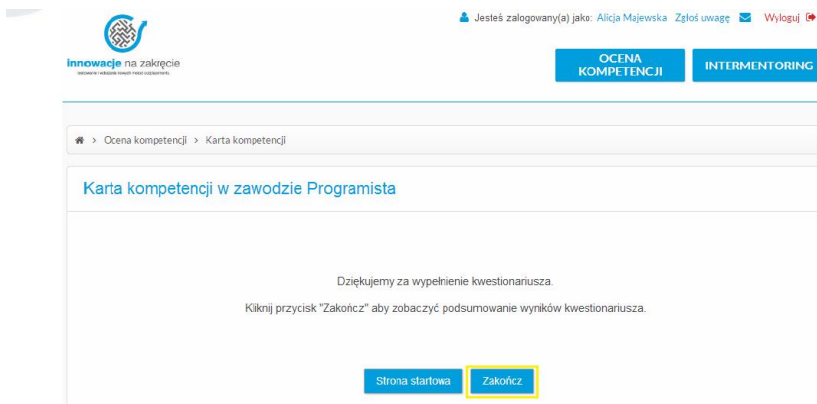 Jesteś zalogowany(a) jako: Alicja Majewska Zgłoś uwagę Wyloguj
innowacje na zakręcie
OCENA KOMPETENCJI
INTERMENTORING
> Ocena kompetencji > Karta kompetencji
Karta kompetencji w zawodzie Programista
Dziękujemy za wypełnienie kwestionariusza.
Kliknij przycisk "Zakończ" aby zobaczyć podsumowanie wyników kwestionariusza.
Strona startowa Zakończ